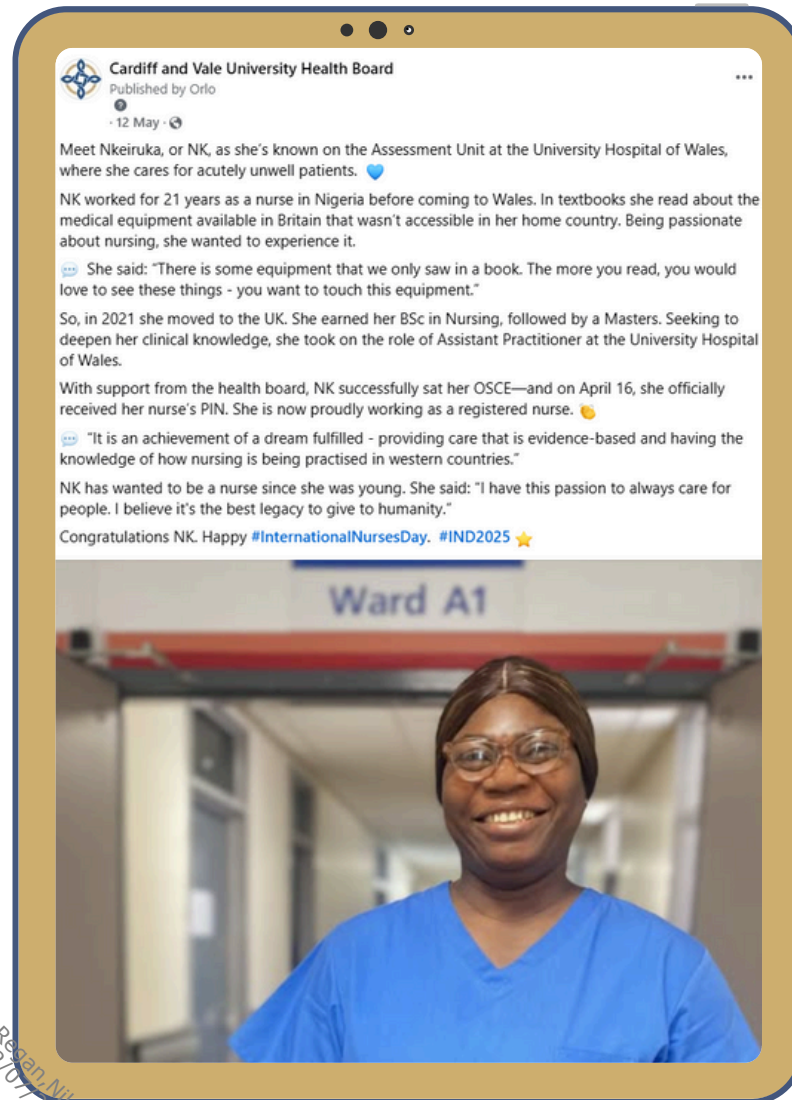 Cardiff and Vale University Health Board
Published by Orlo
· 12 May ·
Meet Nkeiruka, or NK, as she's known on the Assessment Unit at the University Hospital of Wales,
where she cares for acutely unwell patients. 💙
NK worked for 21 years as a nurse in Nigeria before coming to Wales. In textbooks she read about the
medical equipment available in Britain that wasn't accessible in her home country. Being passionate
about nursing, she wanted to experience it.
💬 She said: “There is some equipment that we only saw in a book. The more you read, you would
love to see these things - you want to touch this equipment.”
So, in 2021 she moved to the UK. She earned her BSc in Nursing, followed by a Masters. Seeking to
deepen her clinical knowledge, she took on the role of Assistant Practitioner at the University Hospital
of Wales.
With support from the health board, NK successfully sat her OSCE—and on April 16, she officially
received her nurse's PIN. She is now proudly working as a registered nurse. 👏
💬 “It is an achievement of a dream fulfilled - providing care that is evidence-based and having the
knowledge of how nursing is being practised in western countries.”
NK has wanted to be a nurse since she was young. She said: “I have this passion to always care for
people. I believe it's the best legacy to give to humanity.”
Congratulations NK. Happy #InternationalNursesDay. #IND2025 ⭐
Ward A1
Regan,